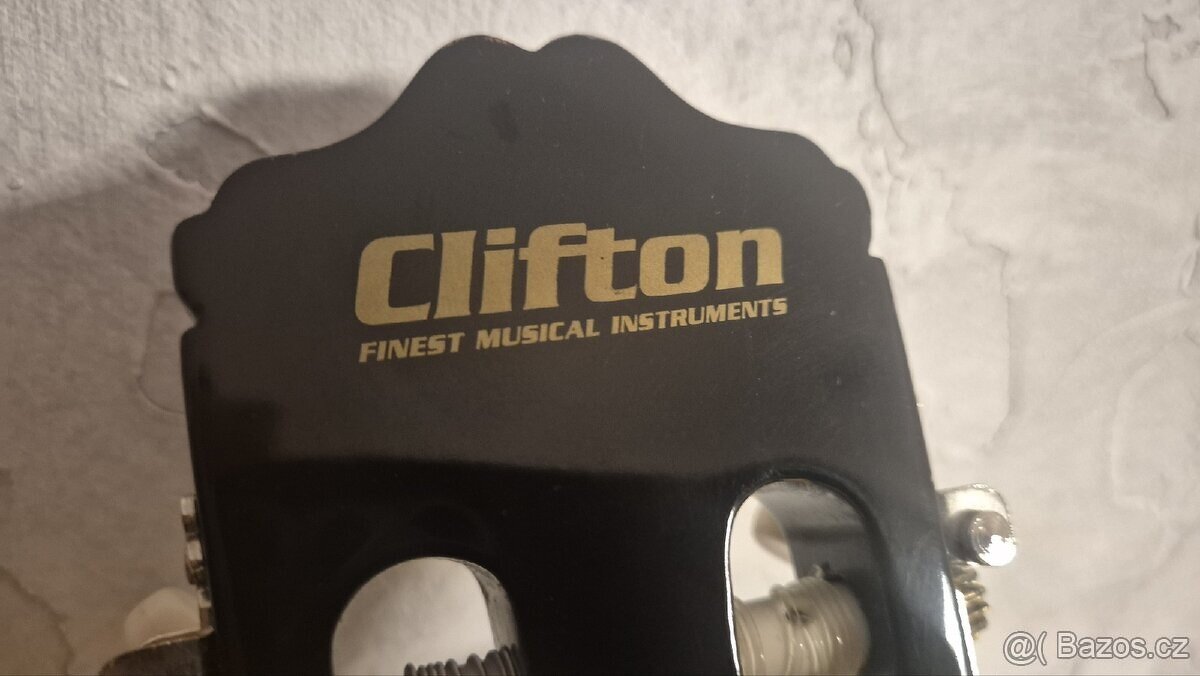 Clifton
FINEST MUSICAL INSTRUMENTS
@( Bazos.cz